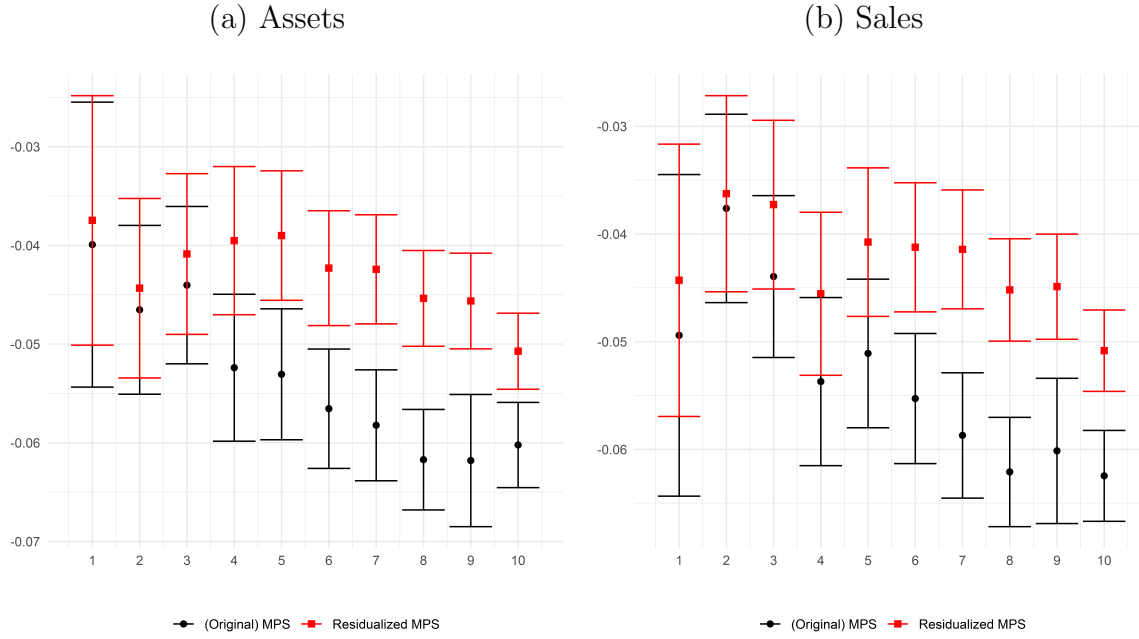 (a) Assets
-0.03
-0.04
-0.05
-0.06
-0.07
1 2 3 4 5 6 7 8 9 10
(Original) MPS Residualized MPS
(b) Sales
-0.03
-0.04
-0.05
-0.06
1 2 3 4 5 6 7 8 9 10
(Original) MPS Residualized MPS